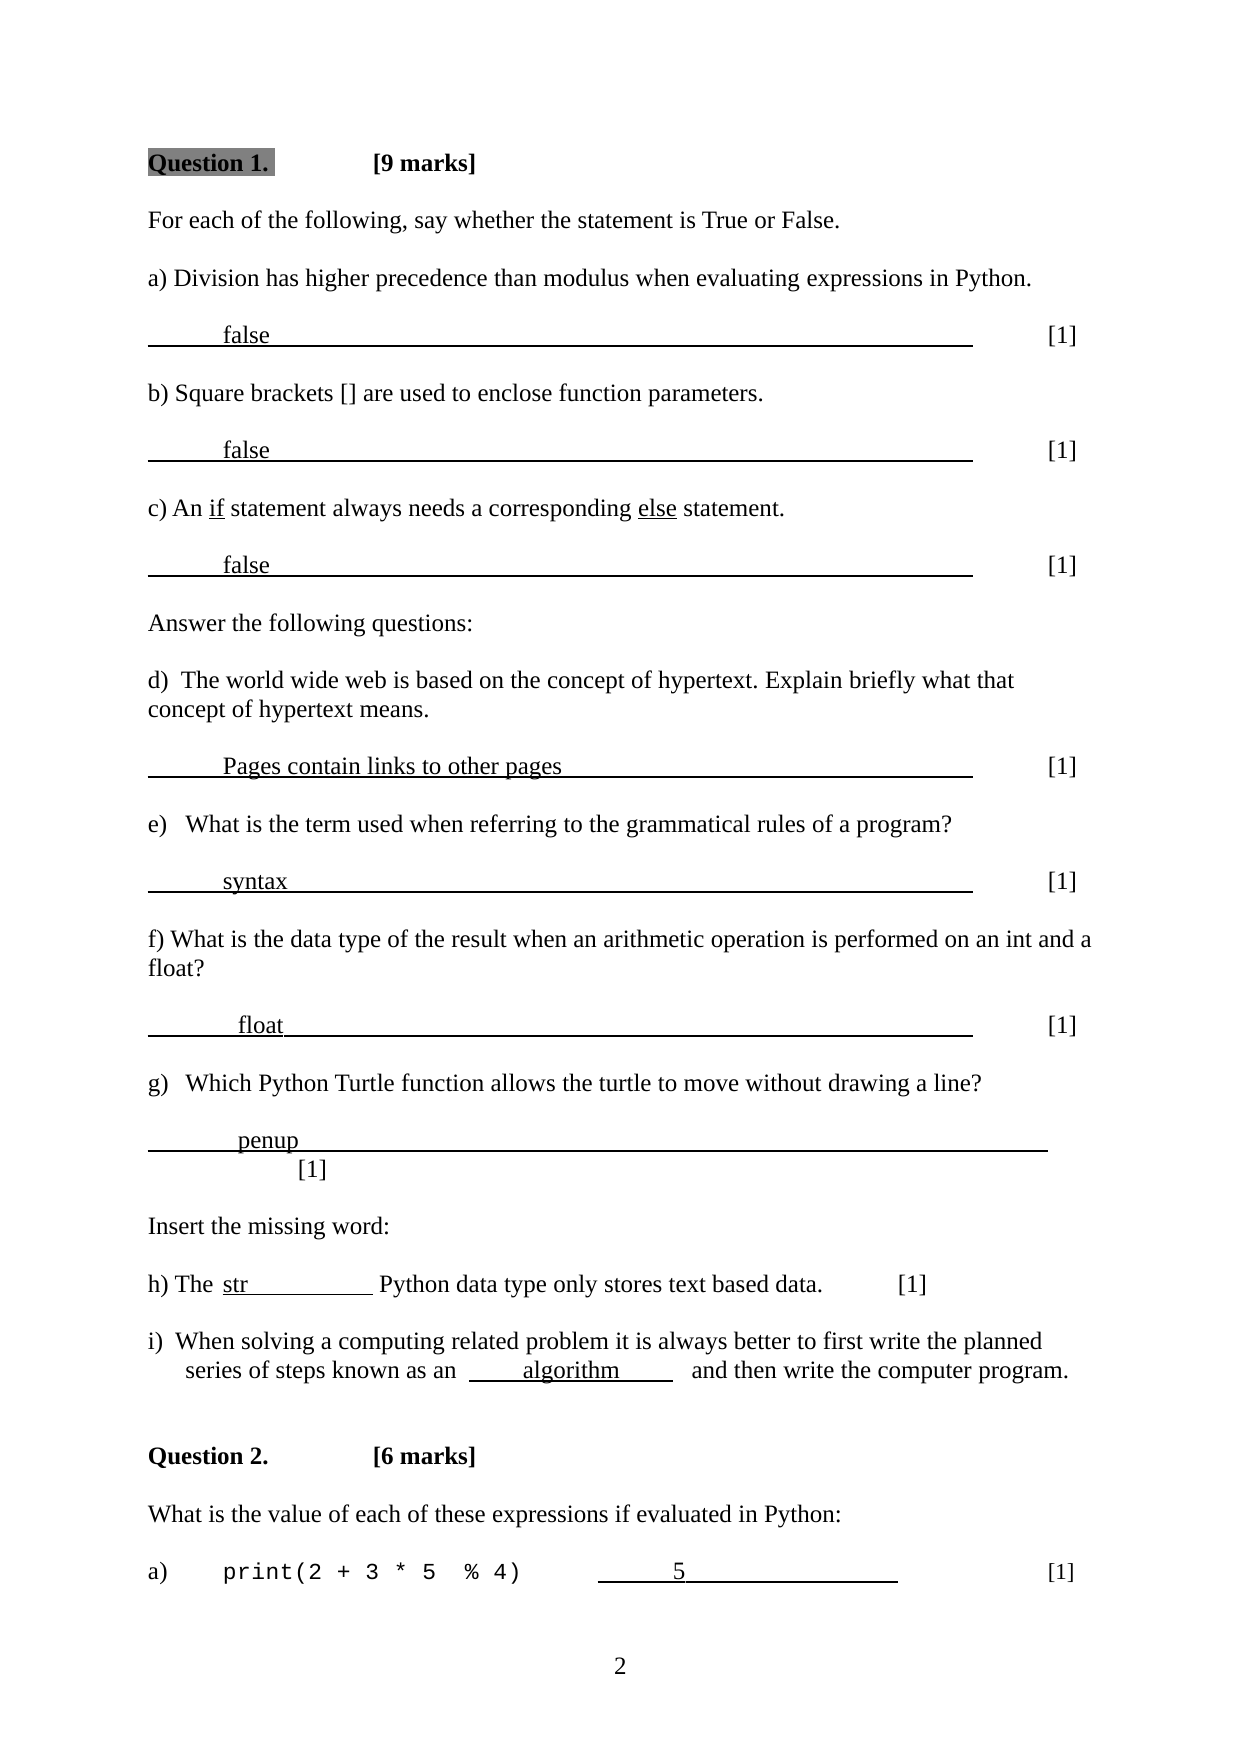 Question 1. [9 marks]
For each of the following, say whether the statement is True or False.
a) Division has higher precedence than modulus when evaluating expressions in Python.
false [1]
b) Square brackets [] are used to enclose function parameters.
false [1]
c) An if statement always needs a corresponding else statement.
false [1]
Answer the following questions:
d) The world wide web is based on the concept of hypertext. Explain briefly what that
concept of hypertext means.
Pages contain links to other pages [1]
e) What is the term used when referring to the grammatical rules of a program?
syntax [1]
f) What is the data type of the result when an arithmetic operation is performed on an int and a
float?
float [1]
g) Which Python Turtle function allows the turtle to move without drawing a line?
penup
[1]
Insert the missing word:
h) The str Python data type only stores text based data. [1]
i) When solving a computing related problem it is always better to first write the planned
series of steps known as an algorithm and then write the computer program.
Question 2. [6 marks]
What is the value of each of these expressions if evaluated in Python:
a) print(2 + 3 * 5  % 4) 5 [1]
2